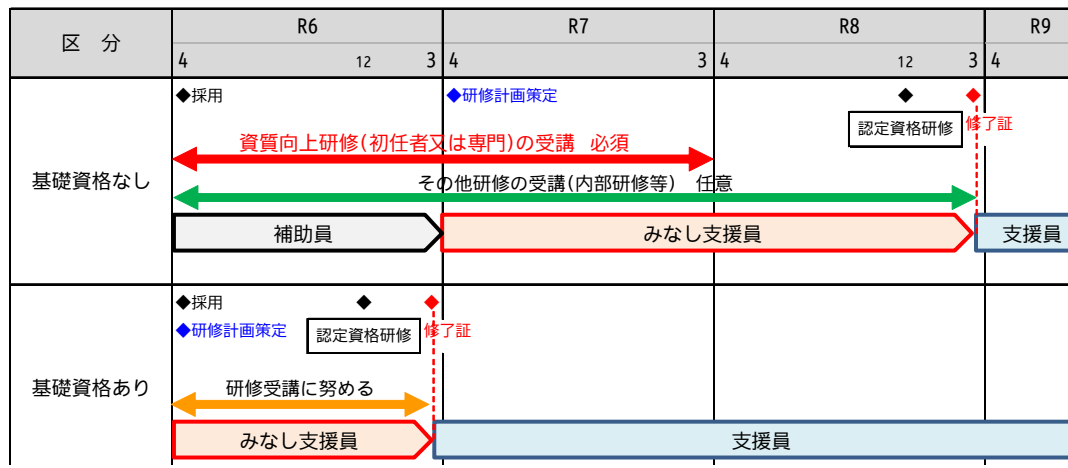 区　分
R6
R7
R8
R9
4
12
3
4
3
4
12
3
4
基礎資格なし
◆採用
◆研修計画策定
認定資格研修
修了証
資質向上研修(初任者又は専門)の受講　必須
その他研修の受講(内部研修等)　任意
補助員
みなし支援員
支援員
基礎資格あり
◆採用
◆研修計画策定
認定資格研修
修了証
研修受講に努める
みなし支援員
支援員